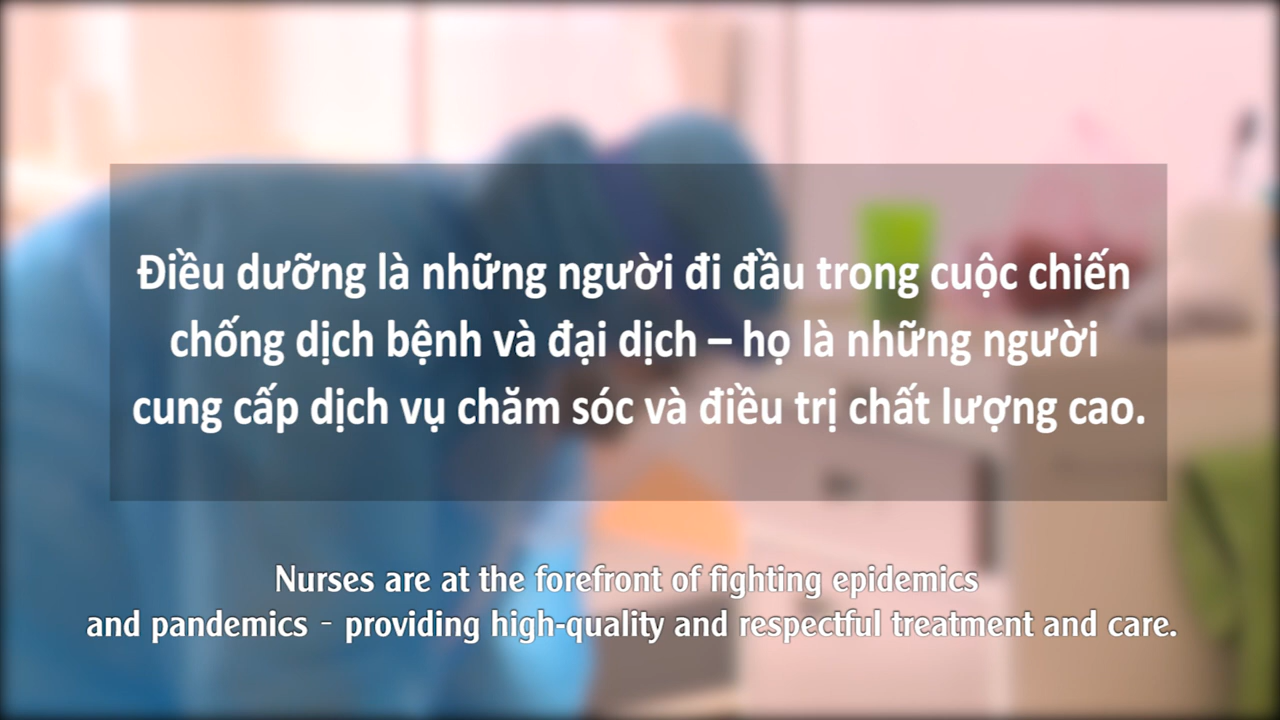 Điều dưỡng là những người đi đầu trong cuộc chiến
chống dịch bệnh và đại dịch – họ là những người
cung cấp dịch vụ chăm sóc và điều trị chất lượng cao.
Nurses are at the forefront of fighting epidemics
and pandemics - providing high-quality and respectful treatment and care.